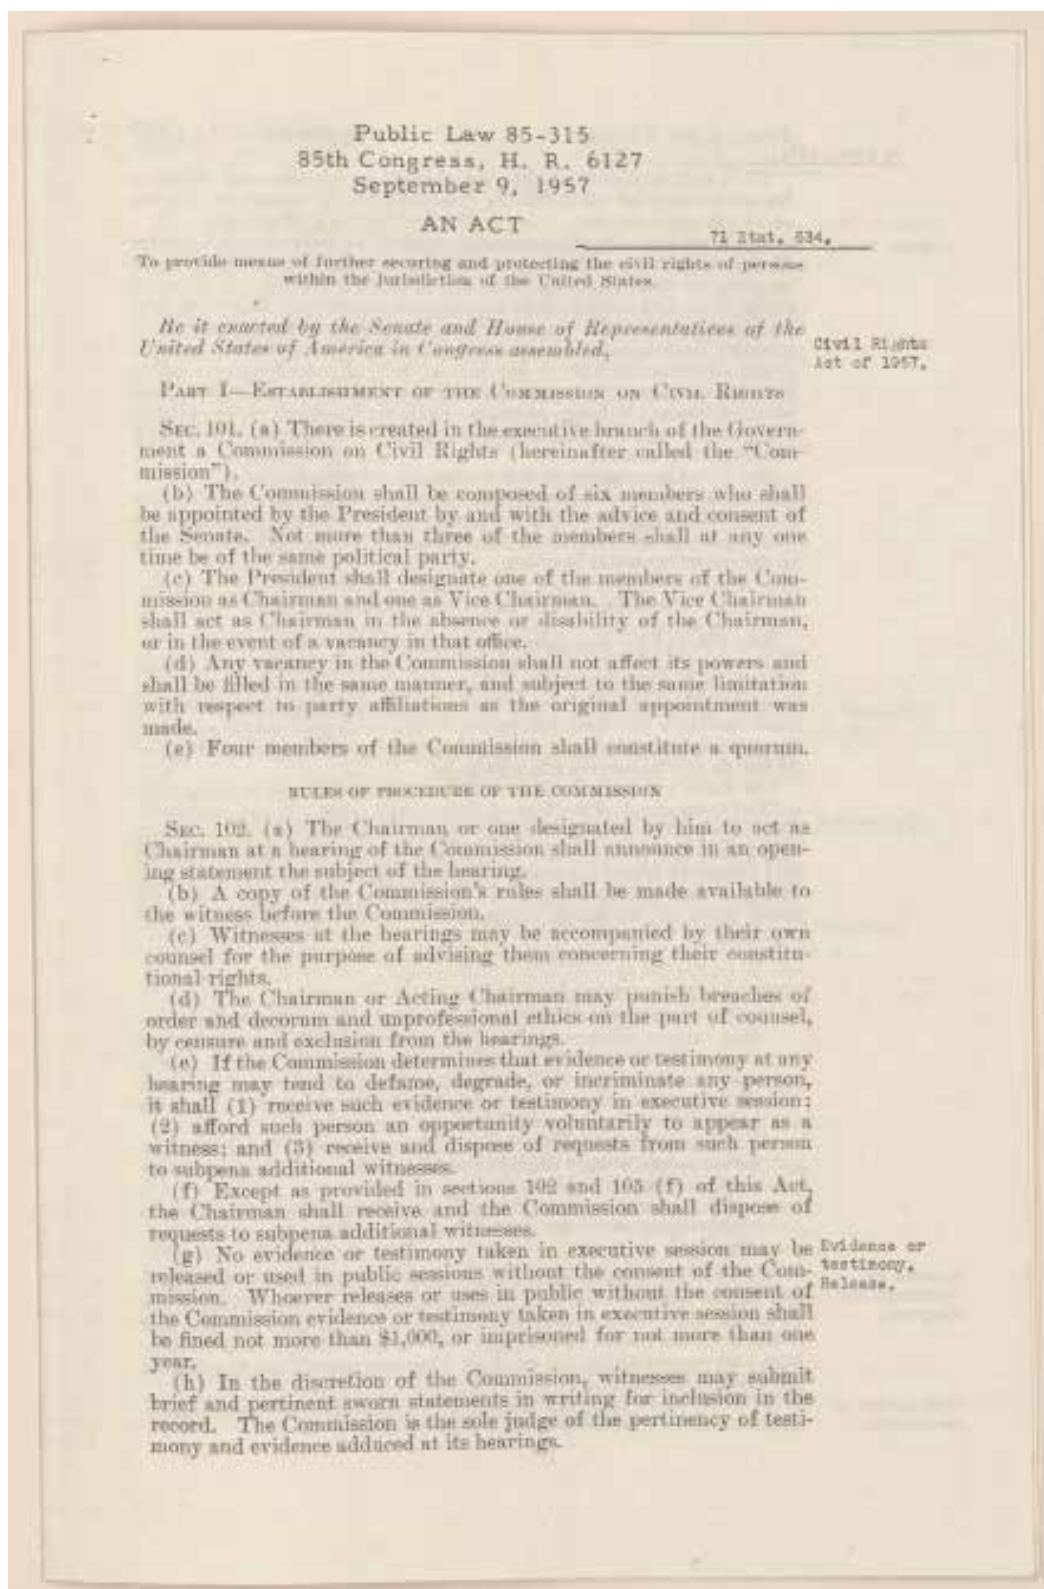 Public Law 85-315
85th Congress, H. R. 6127
September 9, 1957
AN ACT
71 Stat. 634.
To provide means of further securing and protecting the civil rights of persons
within the jurisdiction of the United States.
Be it enacted by the Senate and House of Representatives of the
United States of America in Congress assembled,
Civil Rights
Act of 1957.
PART I—ESTABLISHMENT OF THE COMMISSION ON CIVIL RIGHTS
SEC. 101. (a) There is created in the executive branch of the Govern-
ment a Commission on Civil Rights (hereinafter called the “Com-
mission”).
(b) The Commission shall be composed of six members who shall
be appointed by the President by and with the advice and consent of
the Senate. Not more than three of the members shall at any one
time be of the same political party.
(c) The President shall designate one of the members of the Com-
mission as Chairman and one as Vice Chairman. The Vice Chairman
shall act as Chairman in the absence or disability of the Chairman,
or in the event of a vacancy in that office.
(d) Any vacancy in the Commission shall not affect its powers and
shall be filled in the same manner, and subject to the same limitation
with respect to party affiliations as the original appointment was
made.
(e) Four members of the Commission shall constitute a quorum.
RULES OF PROCEDURE OF THE COMMISSION
SEC. 102. (a) The Chairman or one designated by him to act as
Chairman at a hearing of the Commission shall announce in an open-
ing statement the subject of the hearing.
(b) A copy of the Commission's rules shall be made available to
the witness before the Commission.
(c) Witnesses at the hearings may be accompanied by their own
counsel for the purpose of advising them concerning their constitu-
tional rights.
(d) The Chairman or Acting Chairman may punish breaches of
order and decorum and unprofessional ethics on the part of counsel,
by censure and exclusion from the hearings.
(e) If the Commission determines that evidence or testimony at any
hearing may tend to defame, degrade, or incriminate any person,
it shall (1) receive such evidence or testimony in executive session;
(2) afford such person an opportunity voluntarily to appear as a
witness; and (3) receive and dispose of requests from such person
to subpena additional witnesses.
(f) Except as provided in sections 102 and 105 (f) of this Act,
the Chairman shall receive and the Commission shall dispose of
requests to subpena additional witnesses.
(g) No evidence or testimony taken in executive session may be
released or used in public sessions without the consent of the Com-
mission. Whoever releases or uses in public without the consent of
the Commission evidence or testimony taken in executive session shall
be fined not more than $1,000, or imprisoned for not more than one
year.
Evidence or
testimony.
Release.
(h) In the discretion of the Commission, witnesses may submit
brief and pertinent sworn statements in writing for inclusion in the
record. The Commission is the sole judge of the pertinency of testi-
mony and evidence adduced at its hearings.